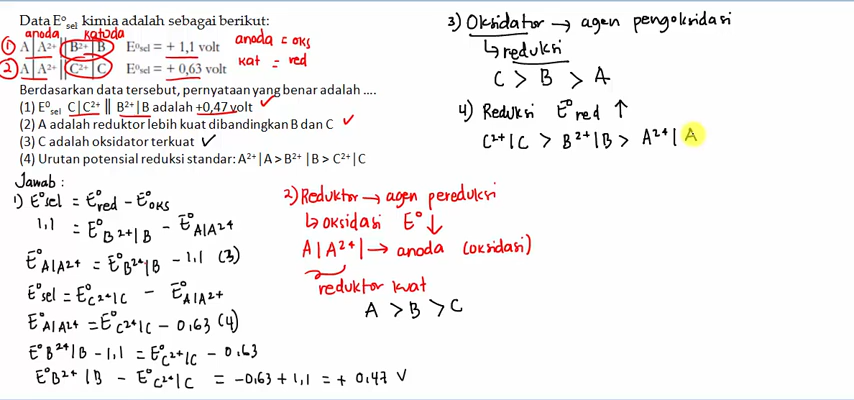 Data E°sel kimia adalah sebagai berikut:
anoda katoda
① A | A²⁺ || B²⁺ | B E°sel = + 1,1 volt
② A | A²⁺ || C²⁺ | C E°sel = + 0,63 volt
anoda = oks
kat = red
Berdasarkan data tersebut, pernyataan yang benar adalah ....
(1) E°sel C | C²⁺ || B²⁺ | B adalah +0,47 volt ✓
(2) A adalah reduktor lebih kuat dibandingkan B dan C ✓
(3) C adalah oksidator terkuat ✓
(4) Urutan potensial reduksi standar: A²⁺ | A > B²⁺ | B > C²⁺ | C
Jawab :
1) E°sel = E°red - E°oks
1,1 = E°B²⁺|B - E°A|A²⁺
E°A|A²⁺ = E°B²⁺|B - 1,1 (3)
E°sel = E°C²⁺|C - E°A|A²⁺
E°A|A²⁺ = E°C²⁺|C - 0,63 (4)
E°B²⁺|B - 1,1 = E°C²⁺|C - 0,63
E°B²⁺|B - E°C²⁺|C = -0,63 + 1,1 = + 0,47 V
2) Reduktor → agen pereduksi
↳ oksidasi E° ↓
A | A²⁺ | → anoda (oksidasi)
reduktor kuat
A > B > C
3) Oksidator → agen pengoksidasi
↳ reduksi
C > B > A
4) Reduksi E°red ↑
C²⁺|C > B²⁺|B > A²⁺|A